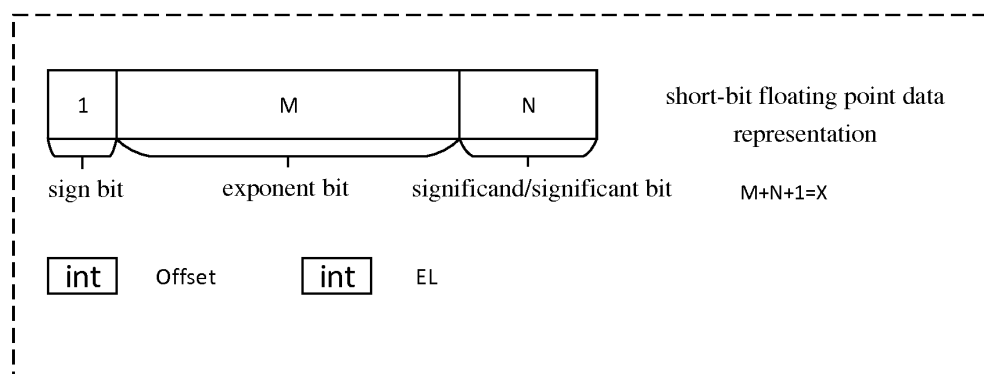 1 M N
short-bit floating point data
representation
sign bit exponent bit significand/significant bit
M+N+1=X
int Offset int EL